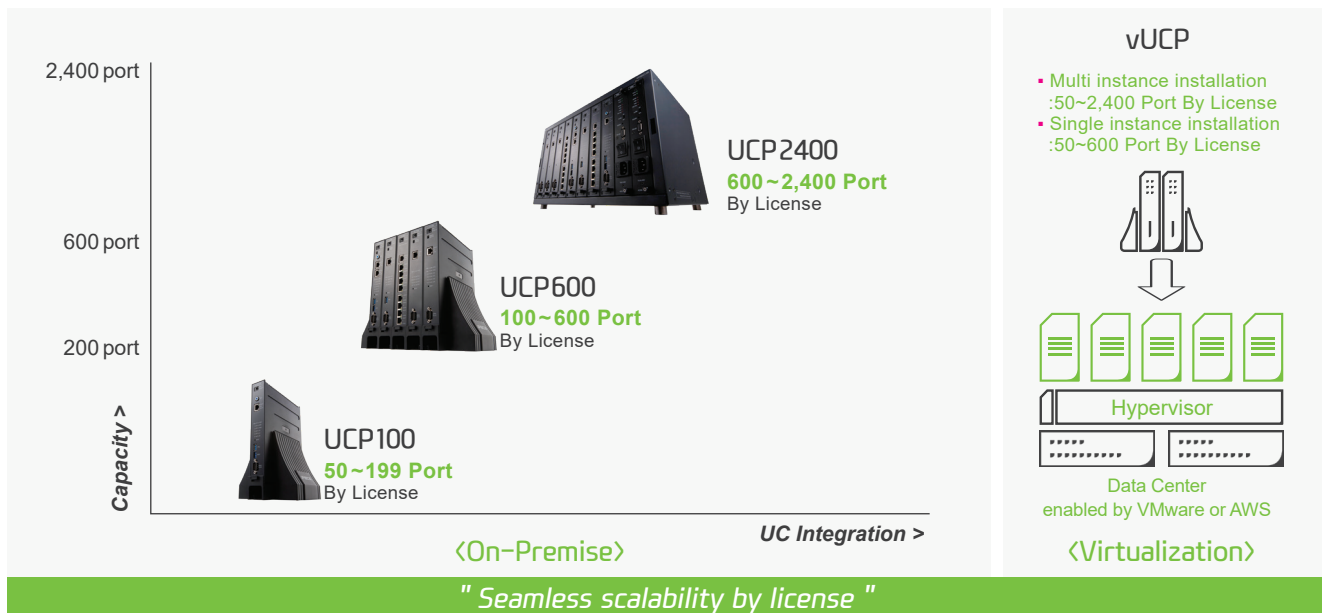 2,400 port
600 port
200 port
Capacity >
UCP2400
600~2,400 Port
By License
UCP600
100~600 Port
By License
UCP100
50~199 Port
By License
UC Integration >
<On-Premise>
vUCP
▪ Multi instance installation
:50~2,400 Port By License
▪ Single instance installation
:50~600 Port By License
Hypervisor
Data Center
enabled by VMware or AWS
<Virtualization>
" Seamless scalability by license "